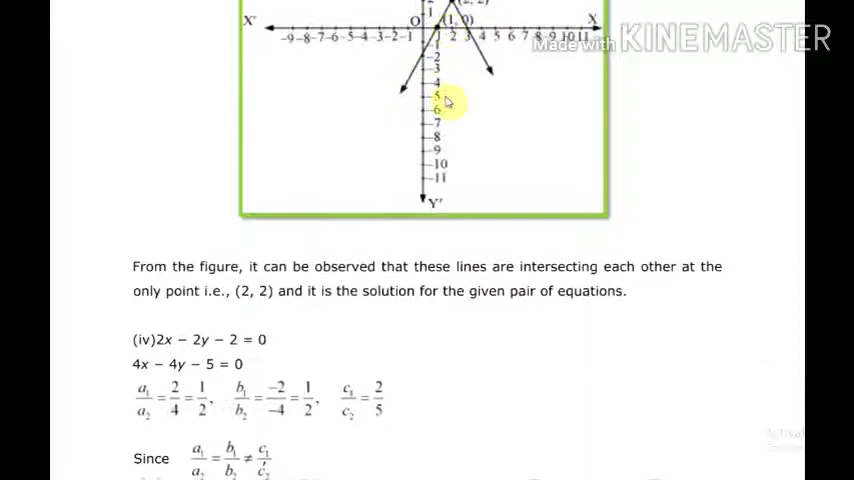 (2, 2)
1
X' O (1, 0) X
-9 -8 -7 -6 -5 -4 -3 -2 -1 1 2 3 4 5 6 7 8 9 10 11
Made with KINEMASTER
-1
-2
-3
-4
-5
-6
-7
-8
-9
-10
-11
Y'
From the figure, it can be observed that these lines are intersecting each other at the
only point i.e., (2, 2) and it is the solution for the given pair of equations.
(iv)2x − 2y − 2 = 0
4x − 4y − 5 = 0
a₁/a₂ = 2/4 = 1/2, b₁/b₂ = −2/−4 = 1/2, c₁/c₂ = 2/5
Since a₁/a₂ = b₁/b₂ ≠ c₁/c₂,